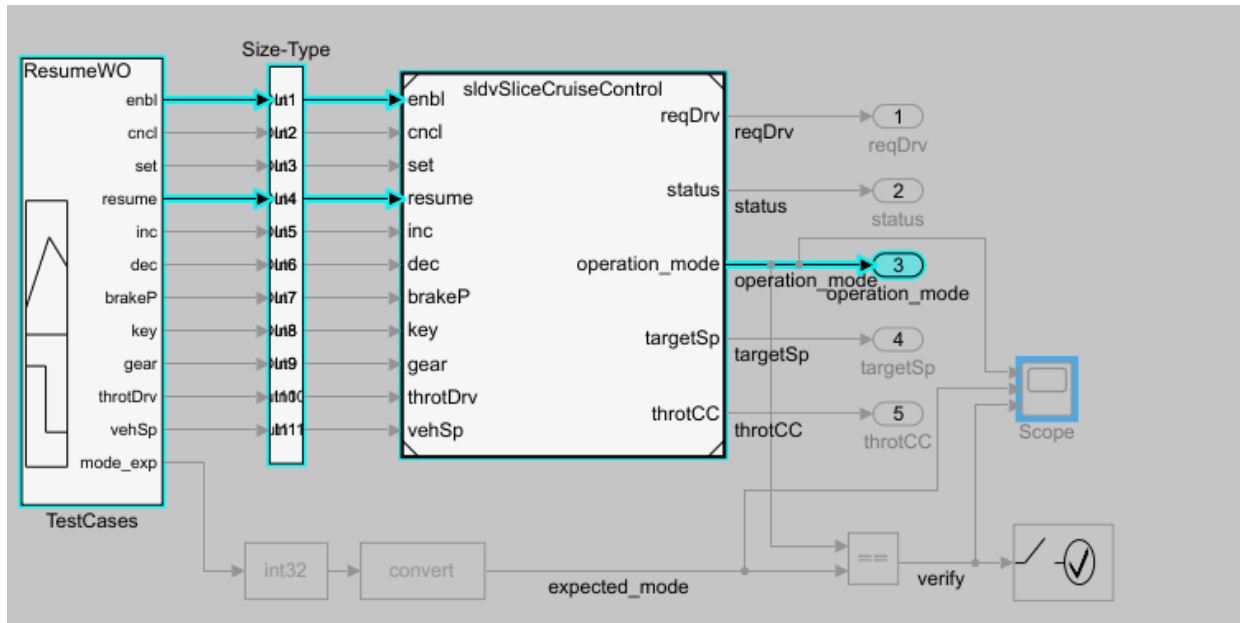 Size-Type
ResumeWO
enbl
cncl
set
resume
inc
dec
brakeP
key
gear
throtDrv
vehSp
mode_exp
TestCases
sldvSliceCruiseControl
enbl
cncl
set
resume
inc
dec
brakeP
key
gear
throtDrv
vehSp
reqDrv
status
operation_mode
targetSp
throtCC
reqDrv
status
operation_mode
targetSp
throtCC
1
reqDrv
2
status
3
operation_mode
4
targetSp
5
throtCC
Scope
int32
convert
expected_mode
==
verify